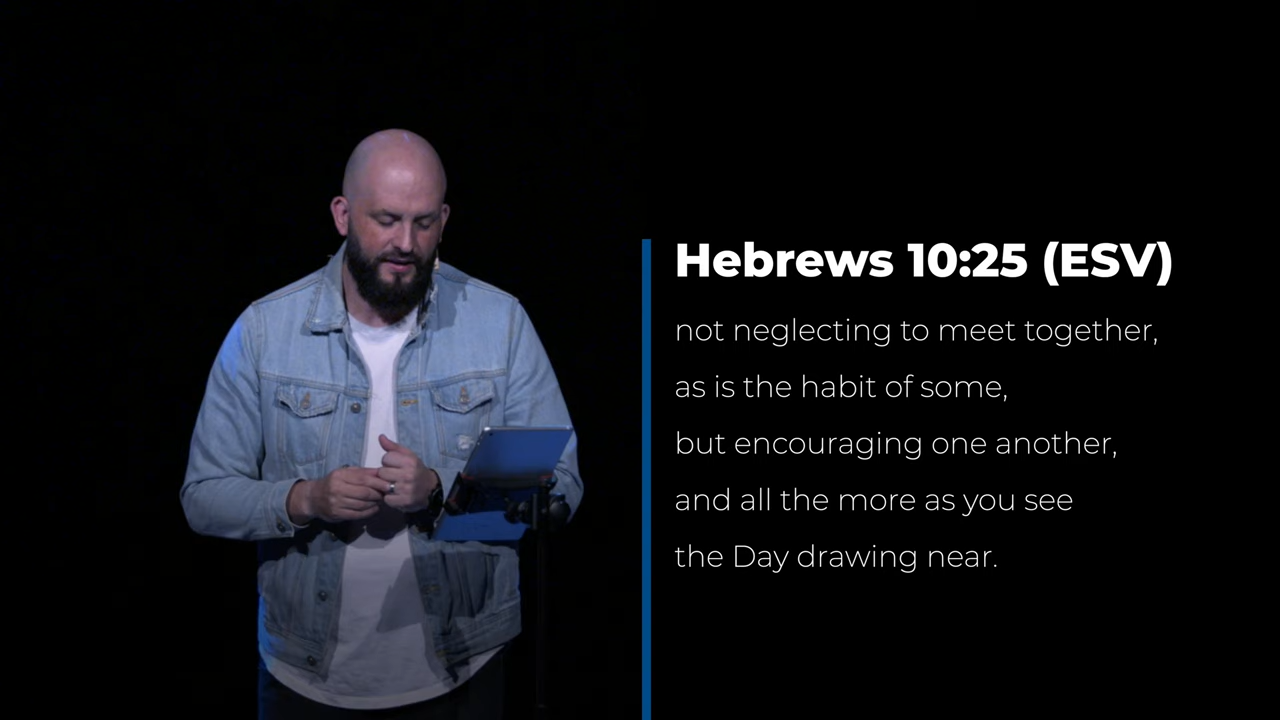 Hebrews 10:25 (ESV)
not neglecting to meet together,
as is the habit of some,
but encouraging one another,
and all the more as you see
the Day drawing near.